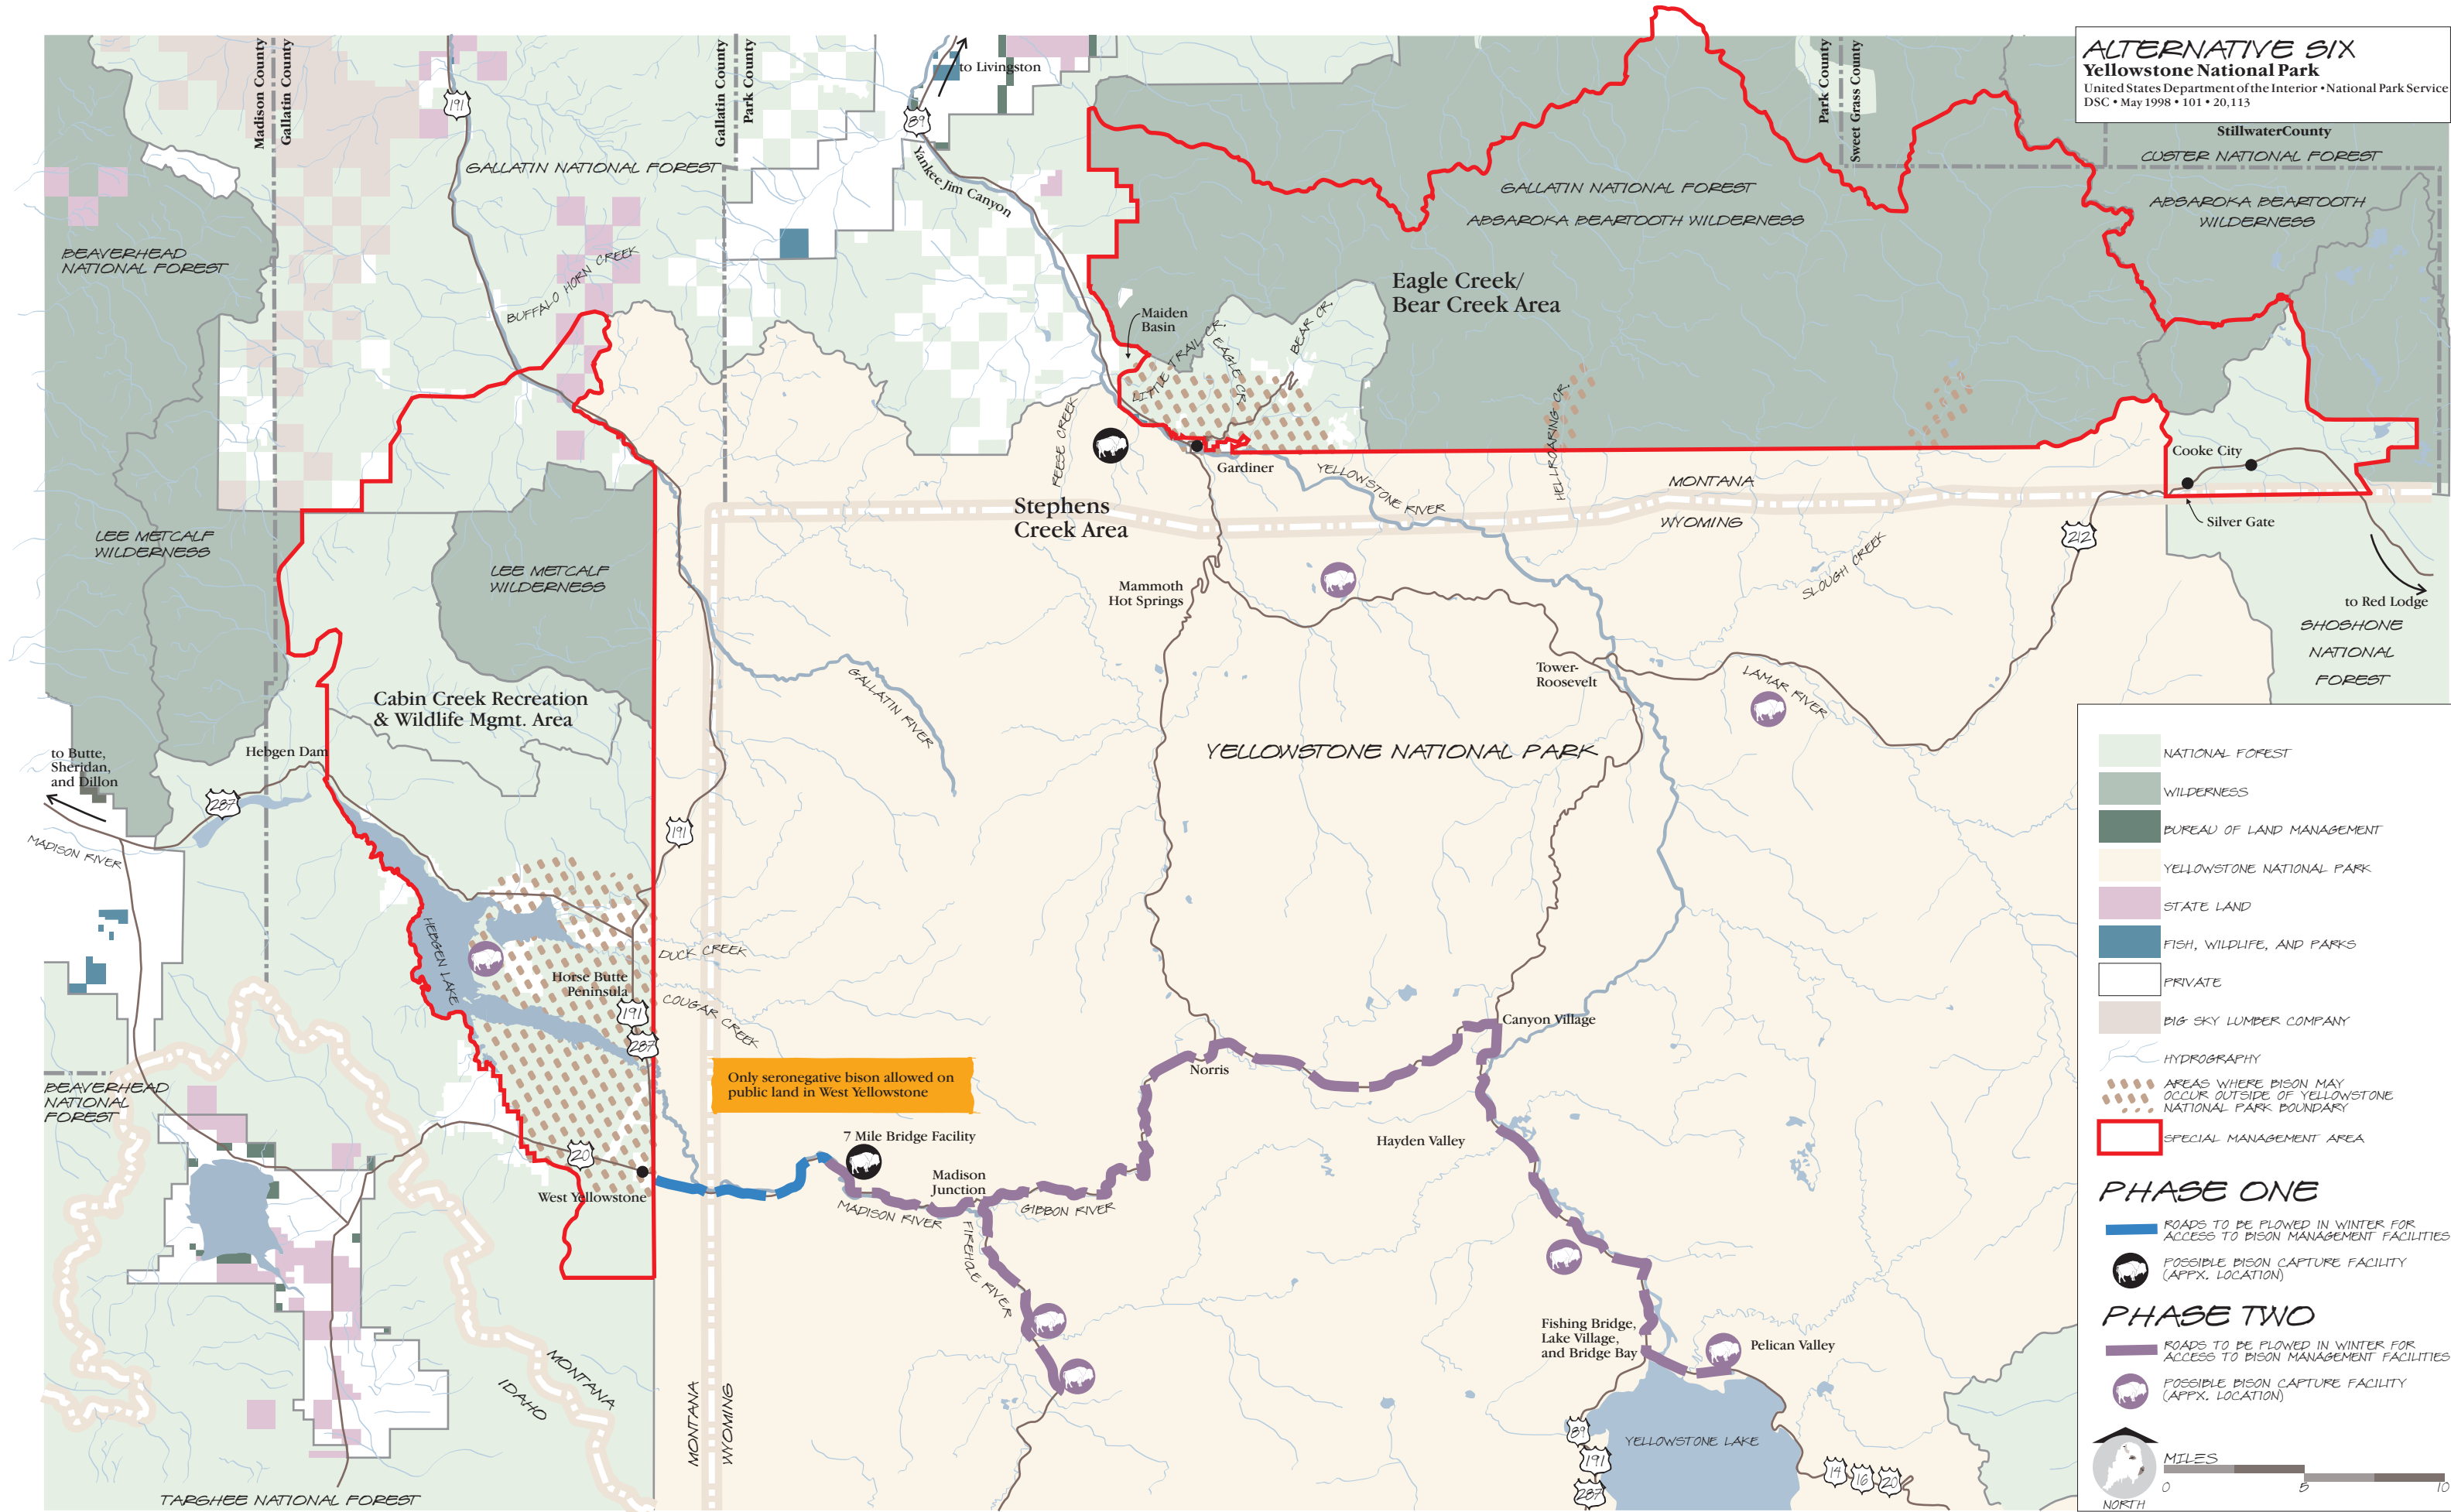 ALTERNATIVE SIX
Yellowstone National Park
United States Department of the Interior • National Park Service
DSC • May 1998 • 101 • 20,113
Madison County
Gallatin County
191
Gallatin County
Park County
89
to Livingston
Yankee Jim Canyon
Park County
Sweet Grass County
Stillwater County
CUSTER NATIONAL FOREST
GALLATIN NATIONAL FOREST
GALLATIN NATIONAL FOREST
ABSAROKA BEARTOOTH WILDERNESS
ABSAROKA BEARTOOTH
WILDERNESS
BEAVERHEAD
NATIONAL FOREST
BUFFALO HORN CREEK
Eagle Creek/
Bear Creek Area
Maiden
Basin
LITTLE TRAIL CR.
EAGLE CR.
BEAR CR.
REESE CREEK
HELLROARING CR.
Gardiner
YELLOWSTONE RIVER
Stephens
Creek Area
MONTANA
WYOMING
Cooke City
Silver Gate
212
SLOUGH CREEK
to Red Lodge
SHOSHONE
NATIONAL
FOREST
LEE METCALF
WILDERNESS
LEE METCALF
WILDERNESS
Mammoth
Hot Springs
Tower-
Roosevelt
LAMAR RIVER
GALLATIN RIVER
Cabin Creek Recreation
& Wildlife Mgmt. Area
YELLOWSTONE NATIONAL PARK
to Butte,
Sheridan,
and Dillon
Hebgen Dam
287
191
MADISON RIVER
HEBGEN LAKE
DUCK CREEK
Horse Butte
Peninsula
191
COUGAR CREEK
287
Canyon Village
Norris
Only seronegative bison allowed on
public land in West Yellowstone
BEAVERHEAD
NATIONAL
FOREST
7 Mile Bridge Facility
Hayden Valley
20
Madison
Junction
West Yellowstone
MADISON RIVER
GIBBON RIVER
FIREHOLE RIVER
Fishing Bridge,
Lake Village,
and Bridge Bay
Pelican Valley
MONTANA
IDAHO
MONTANA
WYOMING
89
191
287
YELLOWSTONE LAKE
14
16
20
TARGHEE NATIONAL FOREST
NATIONAL FOREST
WILDERNESS
BUREAU OF LAND MANAGEMENT
YELLOWSTONE NATIONAL PARK
STATE LAND
FISH, WILDLIFE, AND PARKS
PRIVATE
BIG SKY LUMBER COMPANY
HYDROGRAPHY
AREAS WHERE BISON MAY
OCCUR OUTSIDE OF YELLOWSTONE
NATIONAL PARK BOUNDARY
SPECIAL MANAGEMENT AREA
PHASE ONE
ROADS TO BE PLOWED IN WINTER FOR
ACCESS TO BISON MANAGEMENT FACILITIES
POSSIBLE BISON CAPTURE FACILITY
(APPX. LOCATION)
PHASE TWO
ROADS TO BE PLOWED IN WINTER FOR
ACCESS TO BISON MANAGEMENT FACILITIES
POSSIBLE BISON CAPTURE FACILITY
(APPX. LOCATION)
MILES
0 5 10
NORTH